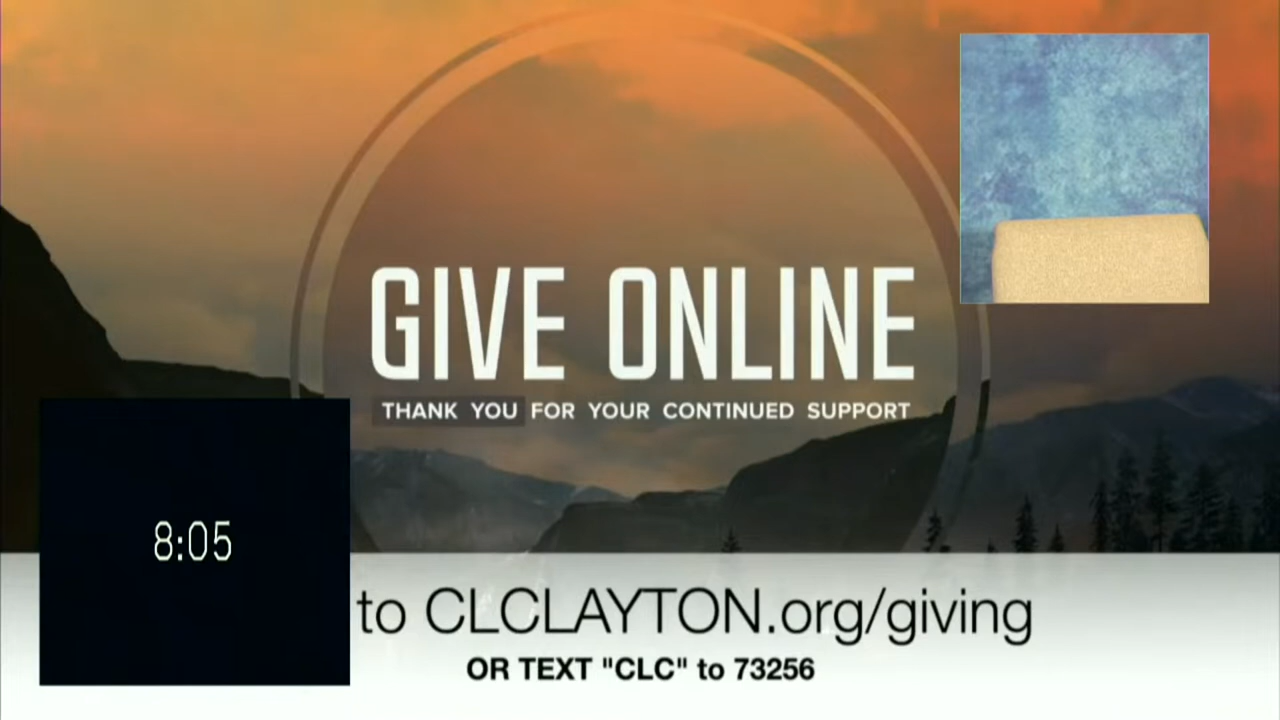 GIVE ONLINE
THANK YOU FOR YOUR CONTINUED SUPPORT
8:05
to CLCLAYTON.org/giving
OR TEXT "CLC" to 73256